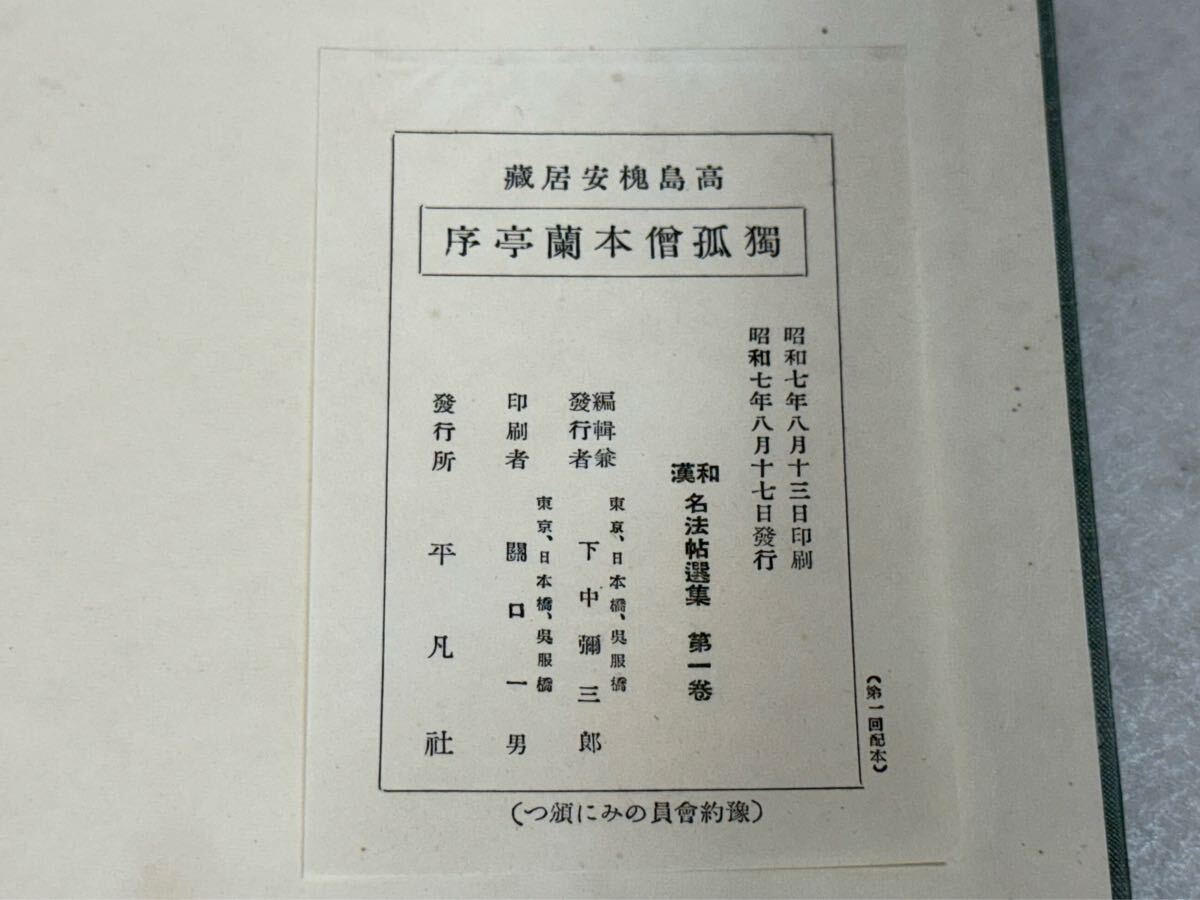 高島槐安居藏
獨孤僧本蘭亭序
昭和七年八月十三日印刷
昭和七年八月十七日發行
和漢 名法帖選集 第一卷
編輯兼發行者
東京、日本橋、吳服橋
下中彌三郎
印刷者
東京、日本橋、吳服橋
關口一男
發行所 平凡社
(第一回配本)
(豫約會員のみに頒つ)